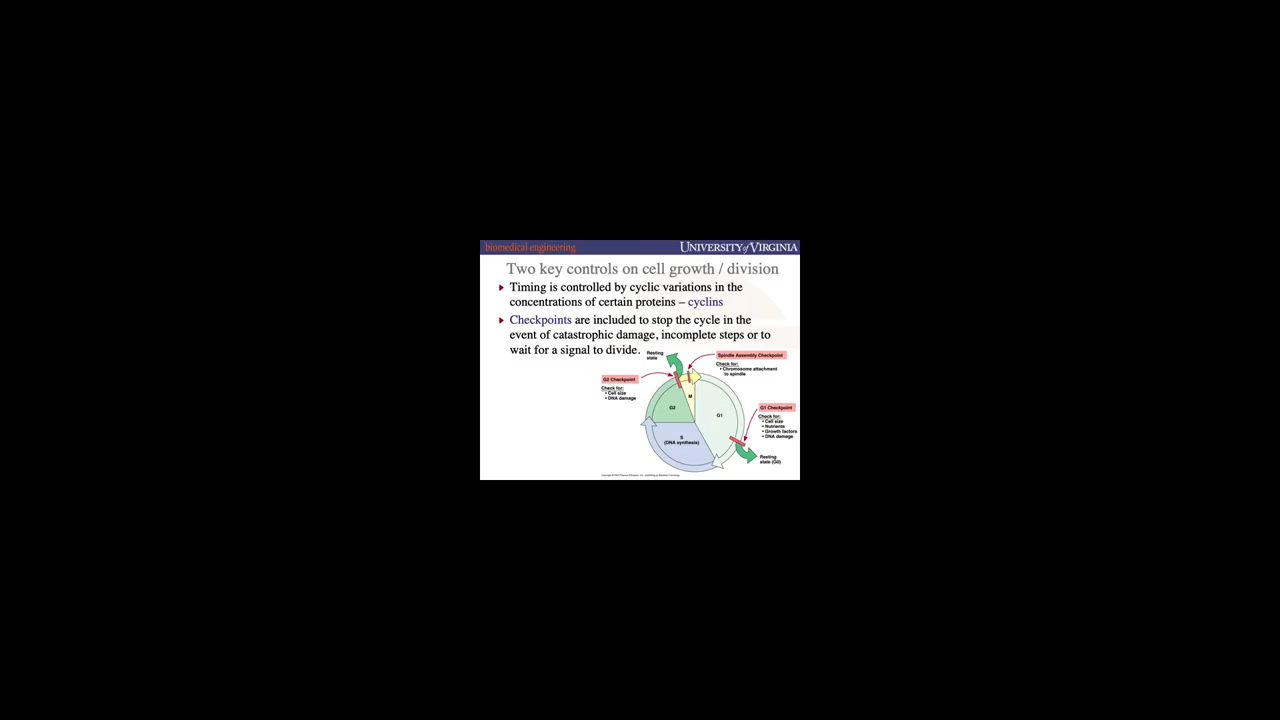 biomedical engineering
UNIVERSITY of VIRGINIA
Two key controls on cell growth / division
Timing is controlled by cyclic variations in the
concentrations of certain proteins – cyclins
Checkpoints are included to stop the cycle in the
event of catastrophic damage, incomplete steps or to
wait for a signal to divide.
Resting
state
Spindle Assembly Checkpoint
Check for:
• Chromosome attachment
to spindle
G2 Checkpoint
Check for:
• Cell size
• DNA damage
M
G2
G1
S
(DNA synthesis)
G1 Checkpoint
Check for:
• Cell size
• Nutrients
• Growth factors
• DNA damage
Resting
state (G0)